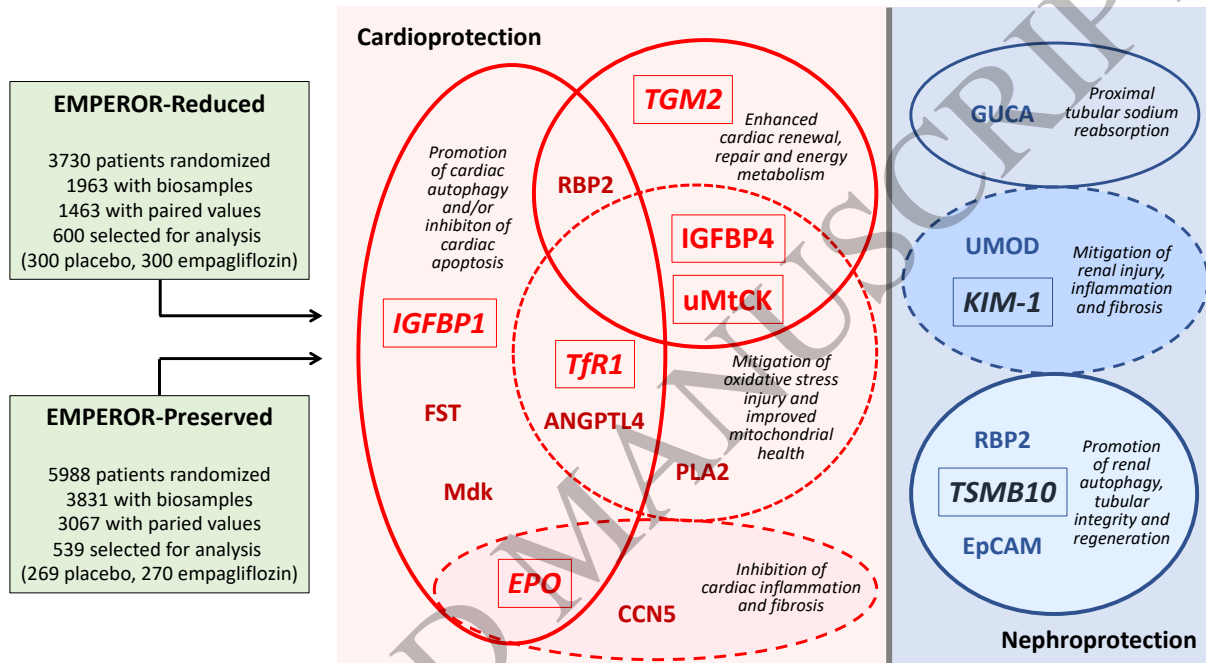 EMPEROR-Reduced
3730 patients randomized
1963 with biosamples
1463 with paired values
600 selected for analysis
(300 placebo, 300 empagliflozin)
EMPEROR-Preserved
5988 patients randomized
3831 with biosamples
3067 with paried values
539 selected for analysis
(269 placebo, 270 empagliflozin)
Cardioprotection
TGM2
Enhanced
cardiac renewal,
repair and energy
metabolism
Promotion
of cardiac
autophagy
and/or
inhibiton of
cardiac
apoptosis
RBP2
IGFBP4
uMtCK
IGFBP1
TfR1
Mitigation of
oxidative stress
injury and
improved
mitochondrial
health
FST
ANGPTL4
PLA2
Mdk
EPO
Inhibition of
cardiac inflammation
and fibrosis
CCN5
GUCA
Proximal
tubular sodium
reabsorption
UMOD
Mitigation of
renal injury,
inflammation
and fibrosis
KIM-1
RBP2
Promotion
of renal
autophagy,
tubular
integrity and
regeneration
TSMB10
EpCAM
Nephroprotection
D MANUSCRIP